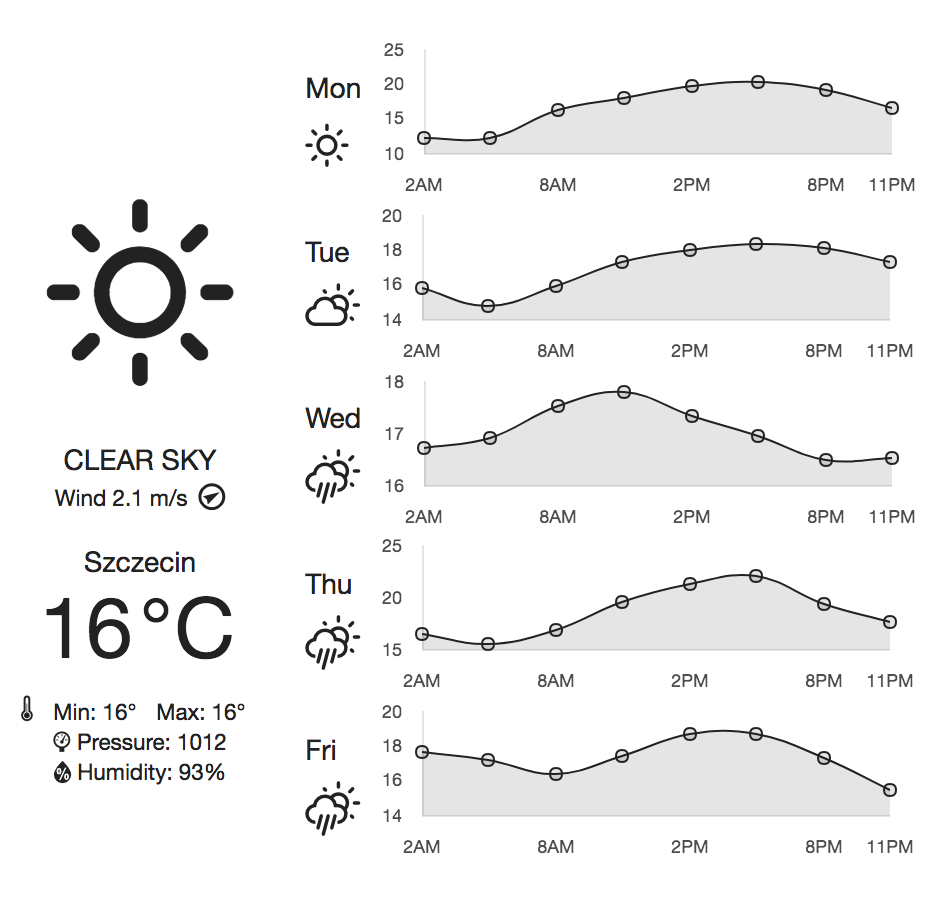 CLEAR SKY
Wind 2.1 m/s
Szczecin
16°C
Min: 16° Max: 16°
Pressure: 1012
% Humidity: 93%
Mon
25
20
15
10
2AM 8AM 2PM 8PM 11PM
Tue
20
18
16
14
2AM 8AM 2PM 8PM 11PM
Wed
18
17
16
2AM 8AM 2PM 8PM 11PM
Thu
25
20
15
2AM 8AM 2PM 8PM 11PM
Fri
20
18
16
14
2AM 8AM 2PM 8PM 11PM